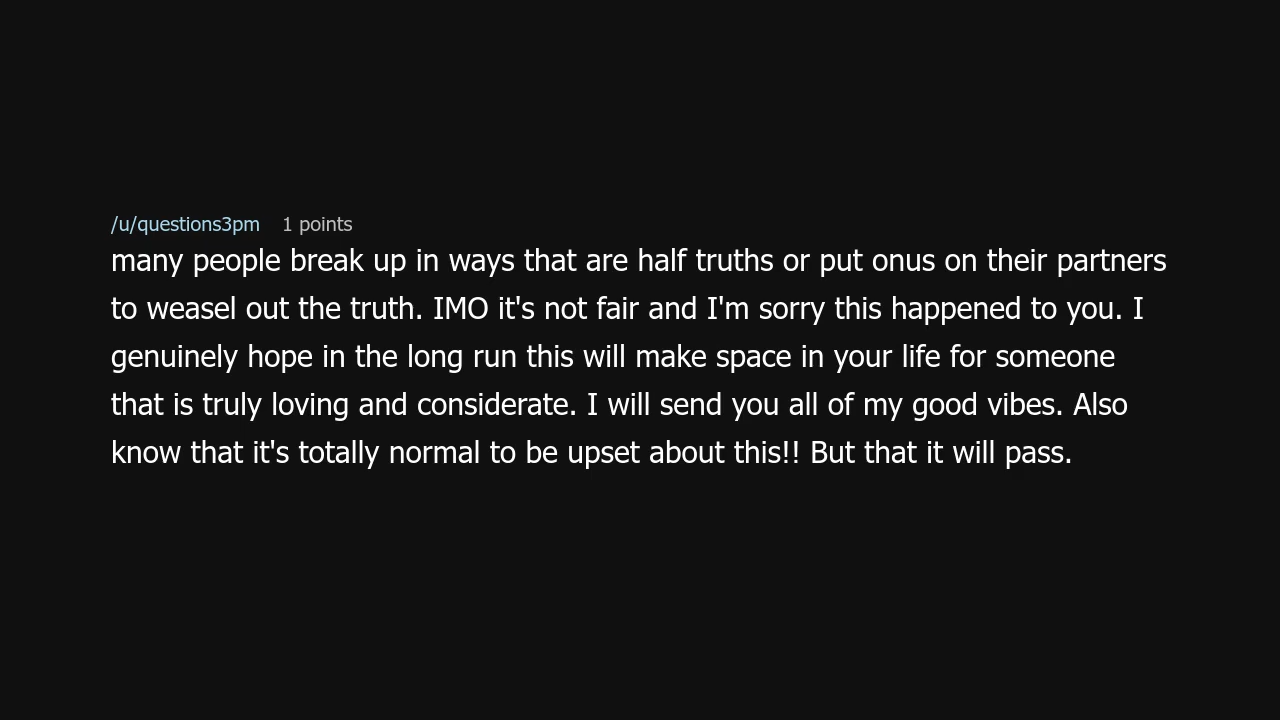 /u/questions3pm 1 points
many people break up in ways that are half truths or put onus on their partners
to weasel out the truth. IMO it's not fair and I'm sorry this happened to you. I
genuinely hope in the long run this will make space in your life for someone
that is truly loving and considerate. I will send you all of my good vibes. Also
know that it's totally normal to be upset about this!! But that it will pass.